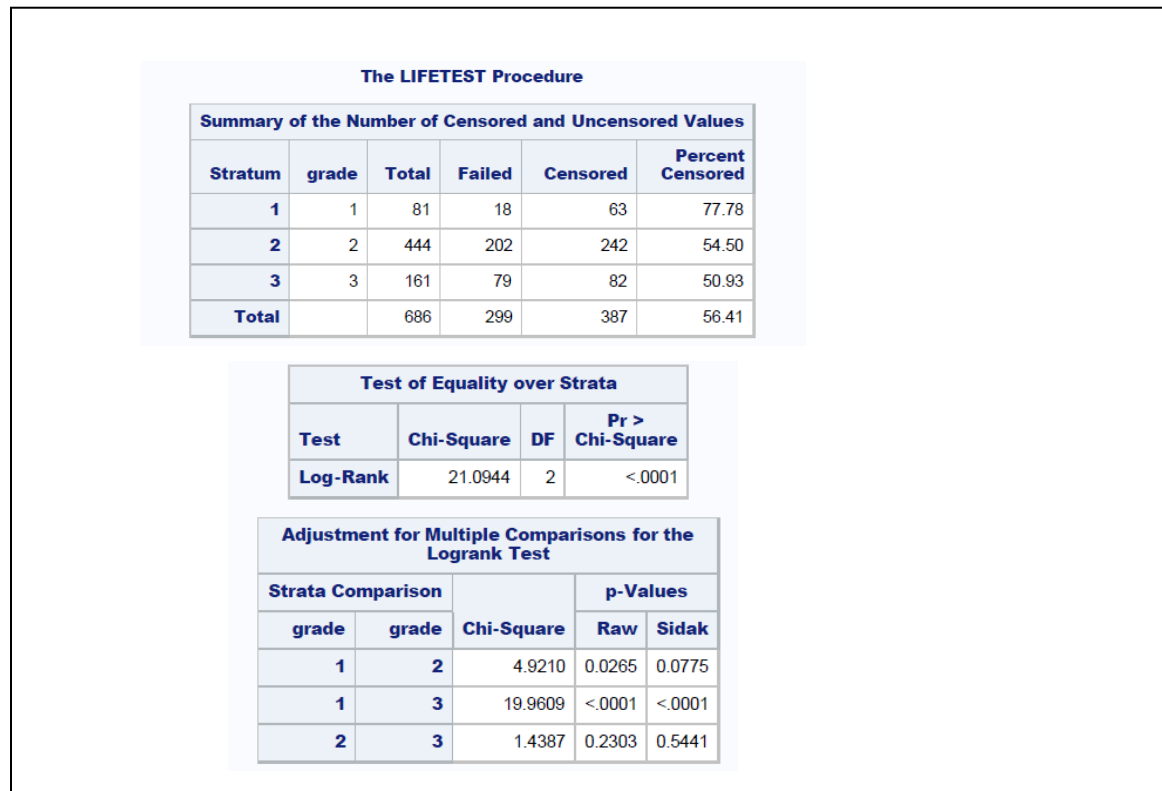 The LIFETEST Procedure
Summary of the Number of Censored and Uncensored Values
Stratum grade Total Failed Censored Percent Censored
1 1 81 18 63 77.78
2 2 444 202 242 54.50
3 3 161 79 82 50.93
Total 686 299 387 56.41
Test of Equality over Strata
Test Chi-Square DF Pr > Chi-Square
Log-Rank 21.0944 2 <.0001
Adjustment for Multiple Comparisons for the
Logrank Test
Strata Comparison p-Values
grade grade Chi-Square Raw Sidak
1 2 4.9210 0.0265 0.0775
1 3 19.9609 <.0001 <.0001
2 3 1.4387 0.2303 0.5441